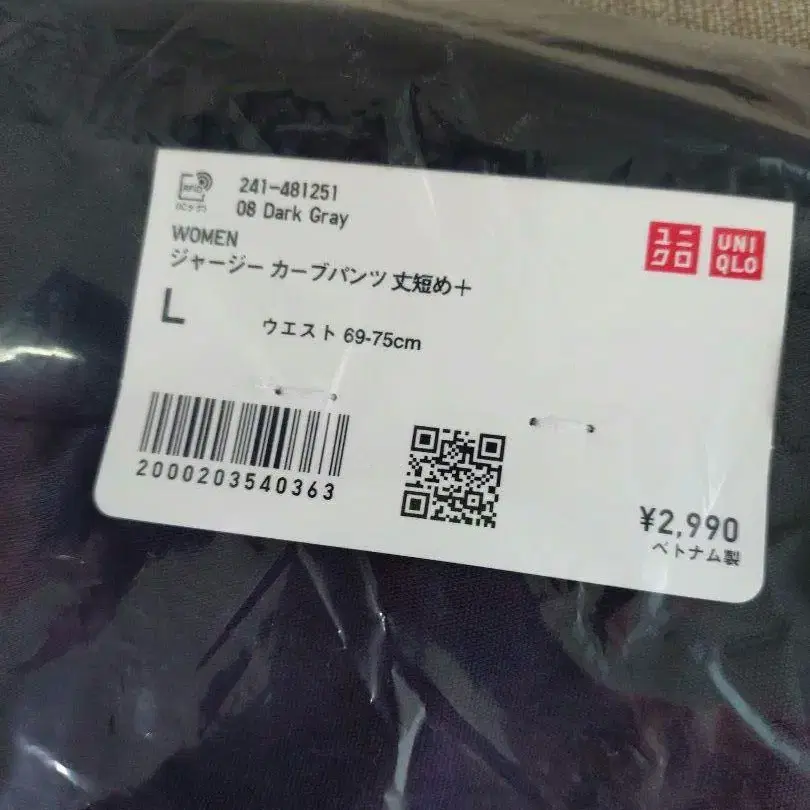 RFID
241-481251
08 Dark Gray
WOMEN
ジャージー カーブパンツ 丈短め+
L
ウエスト 69-75cm
ユニクロ
UNIQLO
2000203540363
¥2,990
ベトナム製